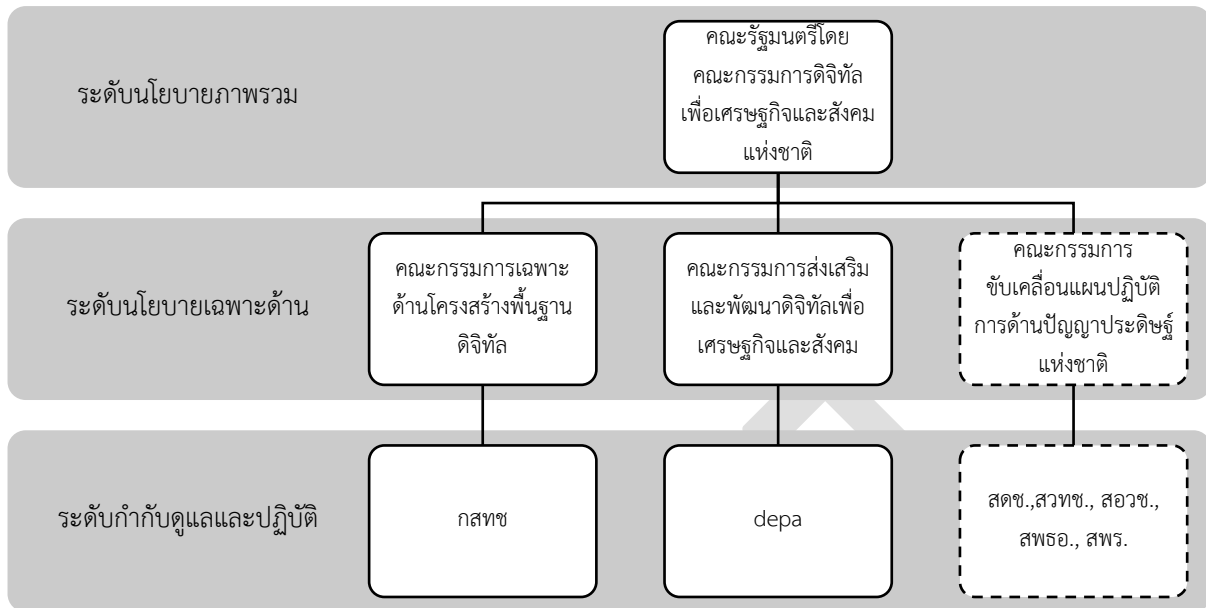 ระดับนโยบายภาพรวม
คณะรัฐมนตรีโดย
คณะกรรมการดิจิทัล
เพื่อเศรษฐกิจและสังคม
แห่งชาติ
ระดับนโยบายเฉพาะด้าน
คณะกรรมการเฉพาะ
ด้านโครงสร้างพื้นฐาน
ดิจิทัล
คณะกรรมการส่งเสริม
และพัฒนาดิจิทัลเพื่อ
เศรษฐกิจและสังคม
คณะกรรมการ
ขับเคลื่อนแผนปฏิบัติ
การด้านปัญญาประดิษฐ์
แห่งชาติ
ระดับกำกับดูแลและปฏิบัติ
กสทช
depa
สดช.,สวทช., สอวช.,
สพธอ., สพร.